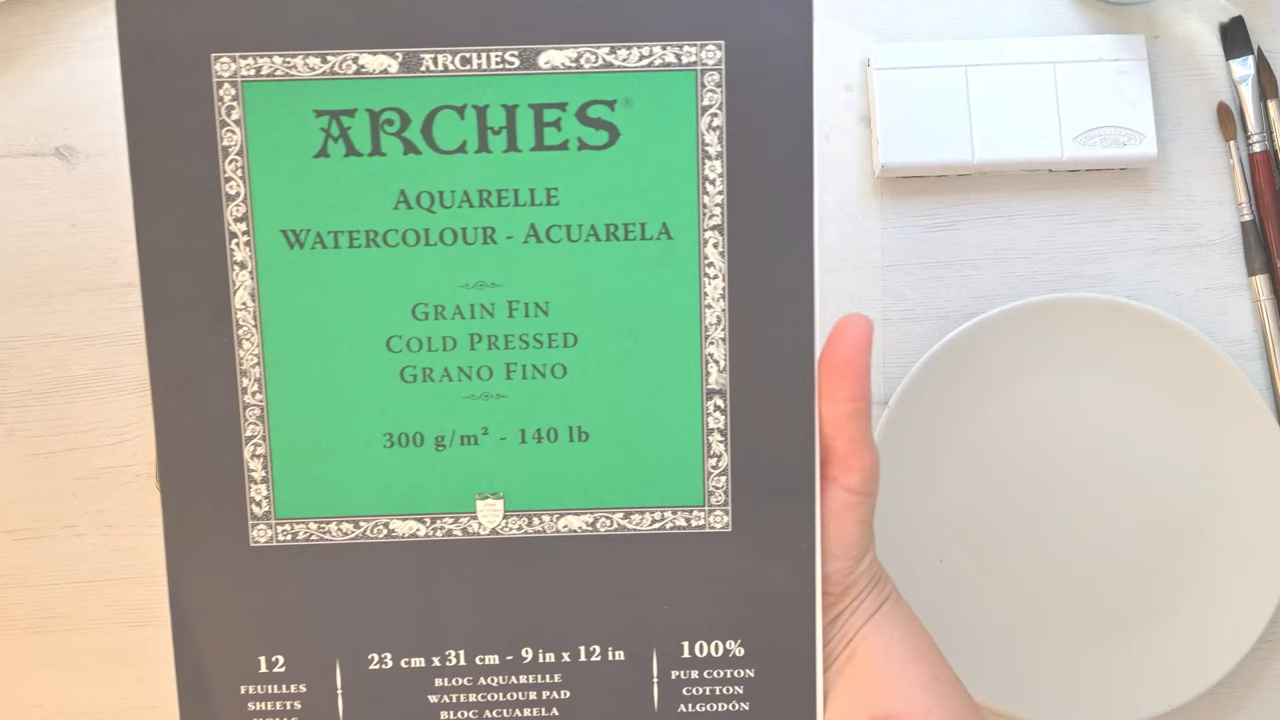 ARCHES
ARCHES®
AQUARELLE
WATERCOLOUR - ACUARELA
GRAIN FIN
COLD PRESSED
GRANO FINO
300 g/m² - 140 lb
12
FEUILLES
SHEETS
23 cm x 31 cm - 9 in x 12 in
BLOC AQUARELLE
WATERCOLOUR PAD
BLOC ACUARELA
100%
PUR COTON
COTTON
ALGODÓN